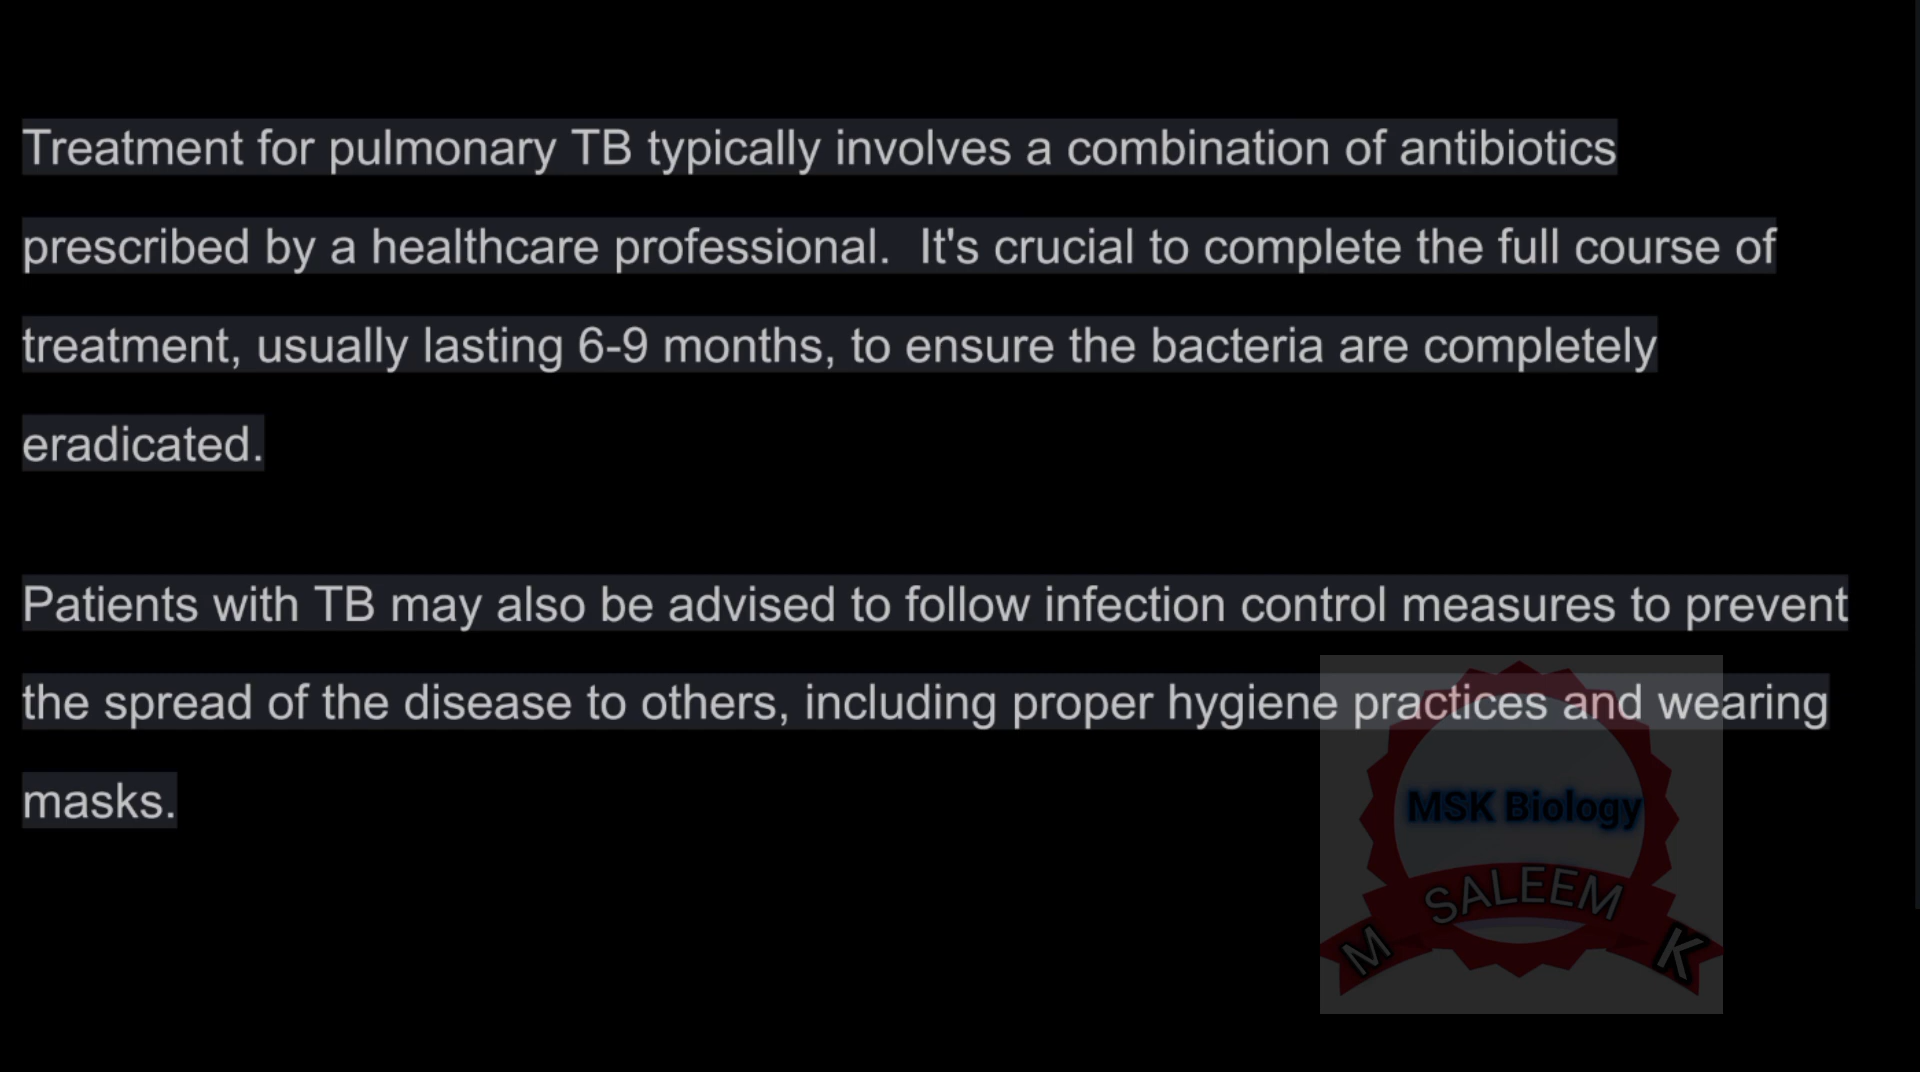 Treatment for pulmonary TB typically involves a combination of antibiotics
prescribed by a healthcare professional.  It's crucial to complete the full course of
treatment, usually lasting 6-9 months, to ensure the bacteria are completely
eradicated.
Patients with TB may also be advised to follow infection control measures to prevent
the spread of the disease to others, including proper hygiene practices and wearing
masks.
MSK Biology
M SALEEM K